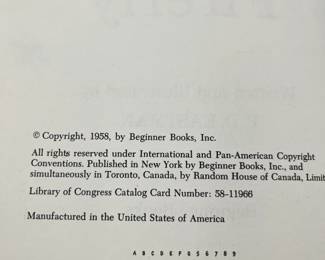 © Copyright, 1958, by Beginner Books, Inc.
All rights reserved under International and Pan-American Copyright
Conventions. Published in New York by Beginner Books, Inc., and
simultaneously in Toronto, Canada, by Random House of Canada, Limit
Library of Congress Catalog Card Number: 58-11966
Manufactured in the United States of America
A B C D E F G 5 6 7 8 9